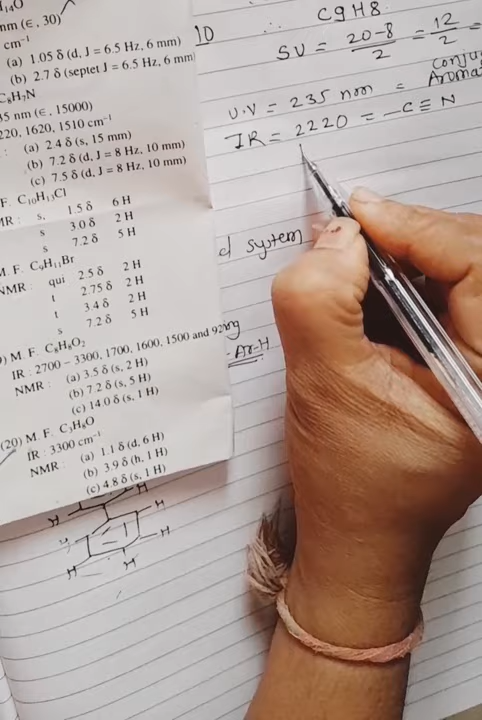 nm (ε, 30)
cm⁻¹
(a) 1.05 δ (d, J = 6.5 Hz, 6 mm)
(b) 2.7 δ (septet J = 6.5 Hz, 6 mm)
C₈H₇N
35 nm (ε, 15000)
220, 1620, 1510 cm⁻¹
: (a) 2.4 δ (s, 15 mm)
(b) 7.2 δ (d, J = 8 Hz, 10 mm)
(c) 7.5 δ (d, J = 8 Hz, 10 mm)
F. C₁₀H₁₃Cl
MR : s, 1.5 δ 6 H
s 3.0 δ 2 H
s 7.2 δ 5 H
M. F. C₉H₁₁Br
NMR : qui 2.5 δ 2 H
t 2.75 δ 2 H
t 3.4 δ 2 H
s 7.2 δ 5 H
) M. F. C₈H₈O₂
IR : 2700 – 3300, 1700, 1600, 1500 and 920
NMR : (a) 3.5 δ (s, 2 H)
(b) 7.2 δ (s, 5 H)
(c) 14.0 δ (s, 1 H)
(20) M. F. C₃H₈O
IR : 3300 cm⁻¹
NMR : (a) 1.1 δ (d, 6 H)
(b) 3.9 δ (h, 1 H)
(c) 4.8 δ (s, 1 H)
10 ∴ C9H8
SV = 20-8/2 = 12/2 =
U.V = 235 nm =
IR = 2220 = -C≡N
d system
Ar-H
H
H
H
H
H
H